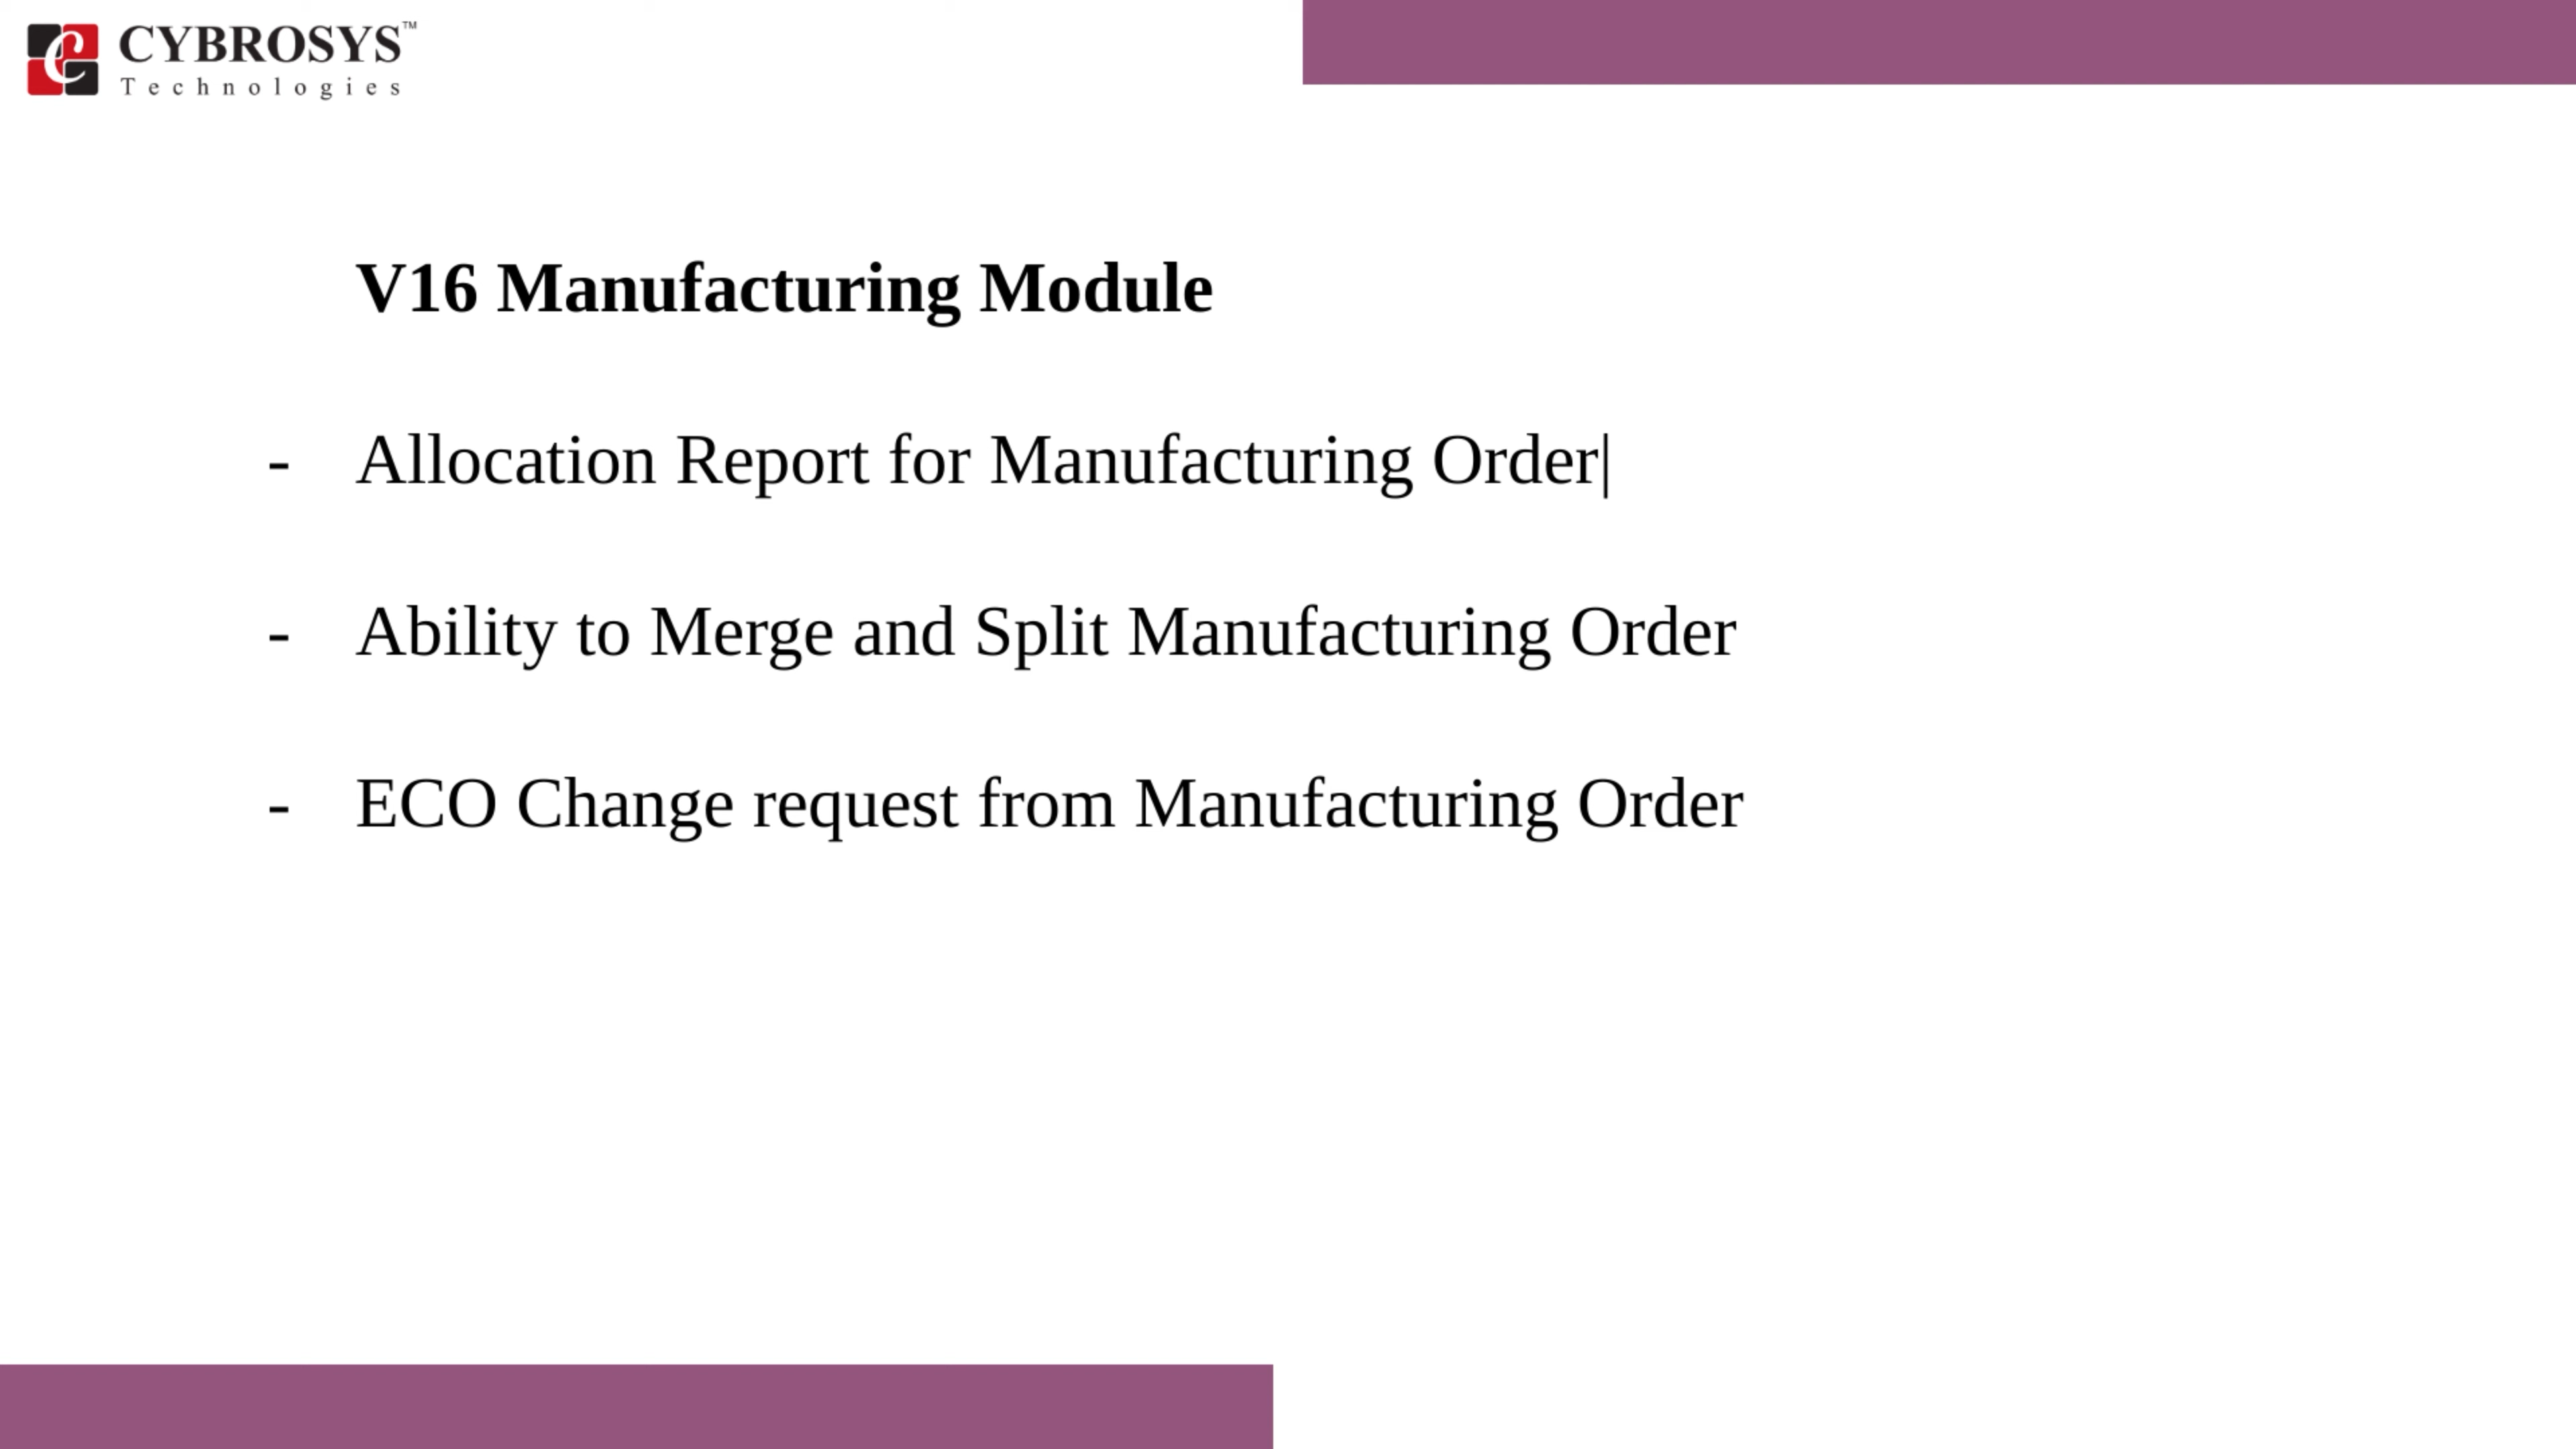 CYBROSYS™
Technologies
V16 Manufacturing Module
- Allocation Report for Manufacturing Order|
- Ability to Merge and Split Manufacturing Order
- ECO Change request from Manufacturing Order